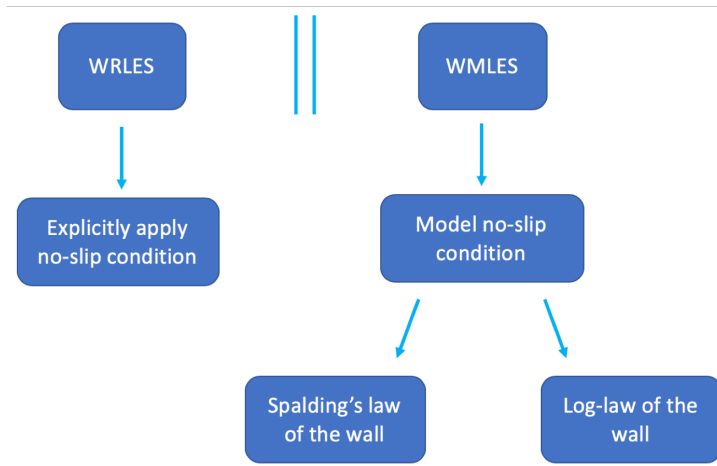 WRLES
WMLES
Explicitly apply
no-slip condition
Model no-slip
condition
Spalding’s law
of the wall
Log-law of the
wall